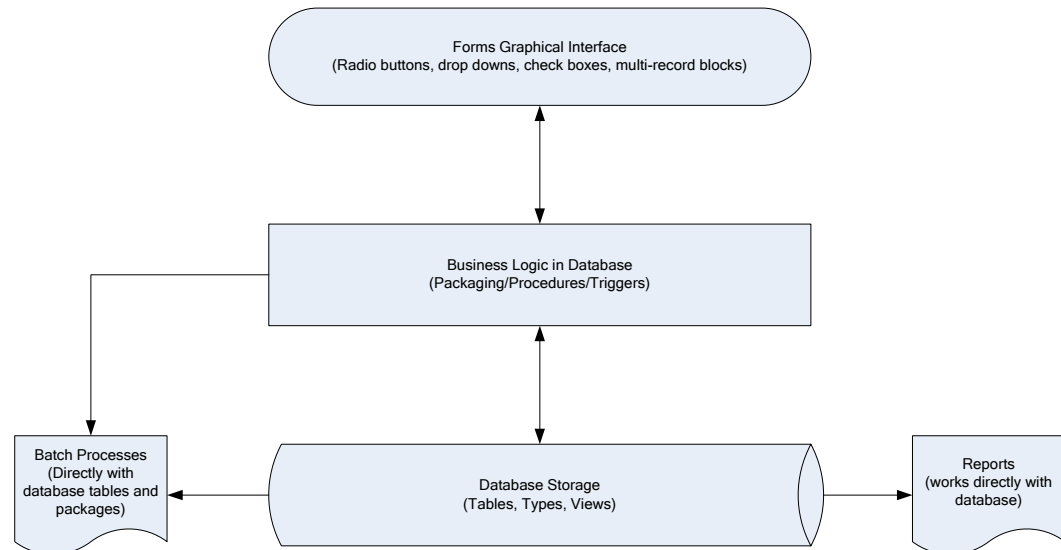 Forms Graphical Interface
(Radio buttons, drop downs, check boxes, multi-record blocks)
Business Logic in Database
(Packaging/Procedures/Triggers)
Batch Processes
(Directly with
database tables and
packages)
Database Storage
(Tables, Types, Views)
Reports
(works directly with
database)